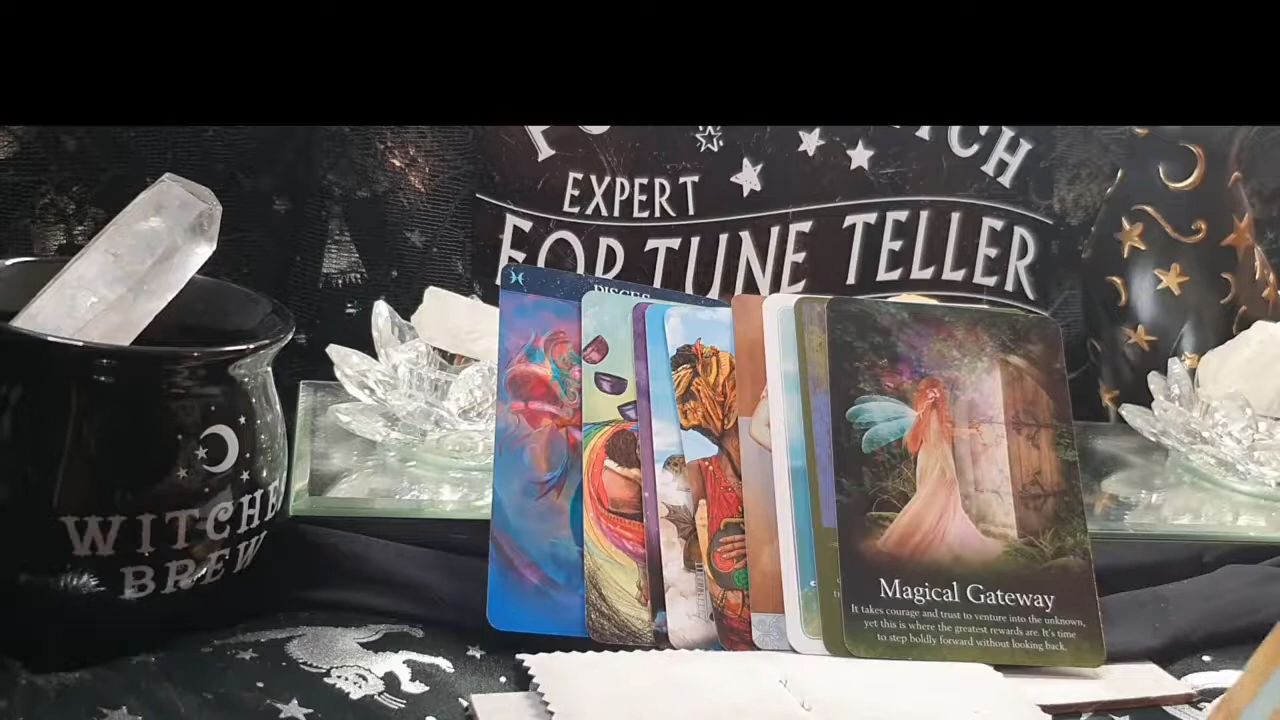 EXPERT
FORTUNE TELLER
PISCES
WITCHES
BREW
Magical Gateway
It takes courage and trust to venture into the unknown,
yet this is where the greatest rewards are. It's time
to step boldly forward without looking back.